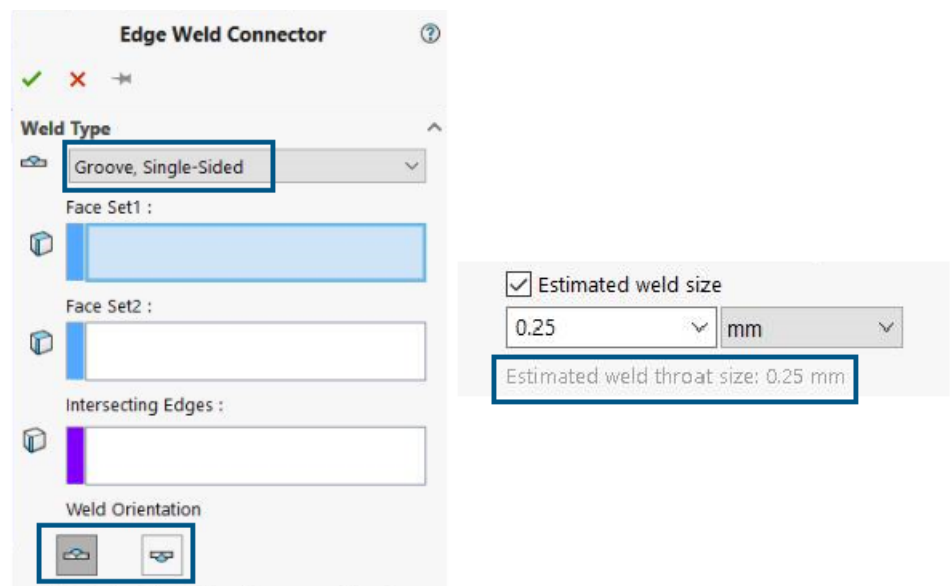 Edge Weld Connector
Weld Type
Groove, Single-Sided
Face Set1 :
Face Set2 :
Intersecting Edges :
Weld Orientation
Estimated weld size
0.25 mm
Estimated weld throat size: 0.25 mm